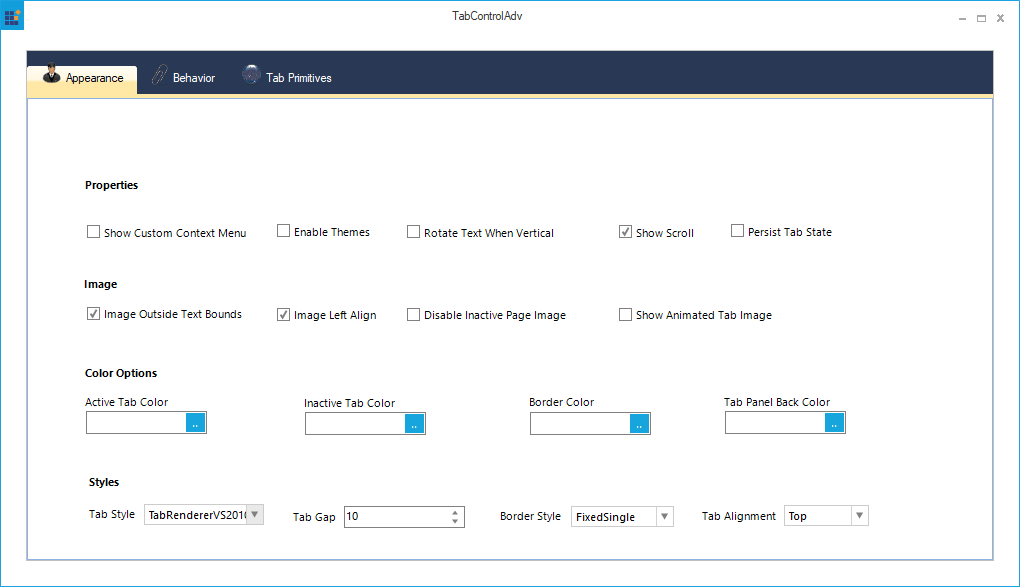 TabControlAdv
Appearance Behavior Tab Primitives
Properties
Show Custom Context Menu Enable Themes Rotate Text When Vertical Show Scroll Persist Tab State
Image
Image Outside Text Bounds Image Left Align Disable Inactive Page Image Show Animated Tab Image
Color Options
Active Tab Color Inactive Tab Color Border Color Tab Panel Back Color
.. .. .. ..
Styles
Tab Style TabRendererVS201 Tab Gap 10 Border Style FixedSingle Tab Alignment Top